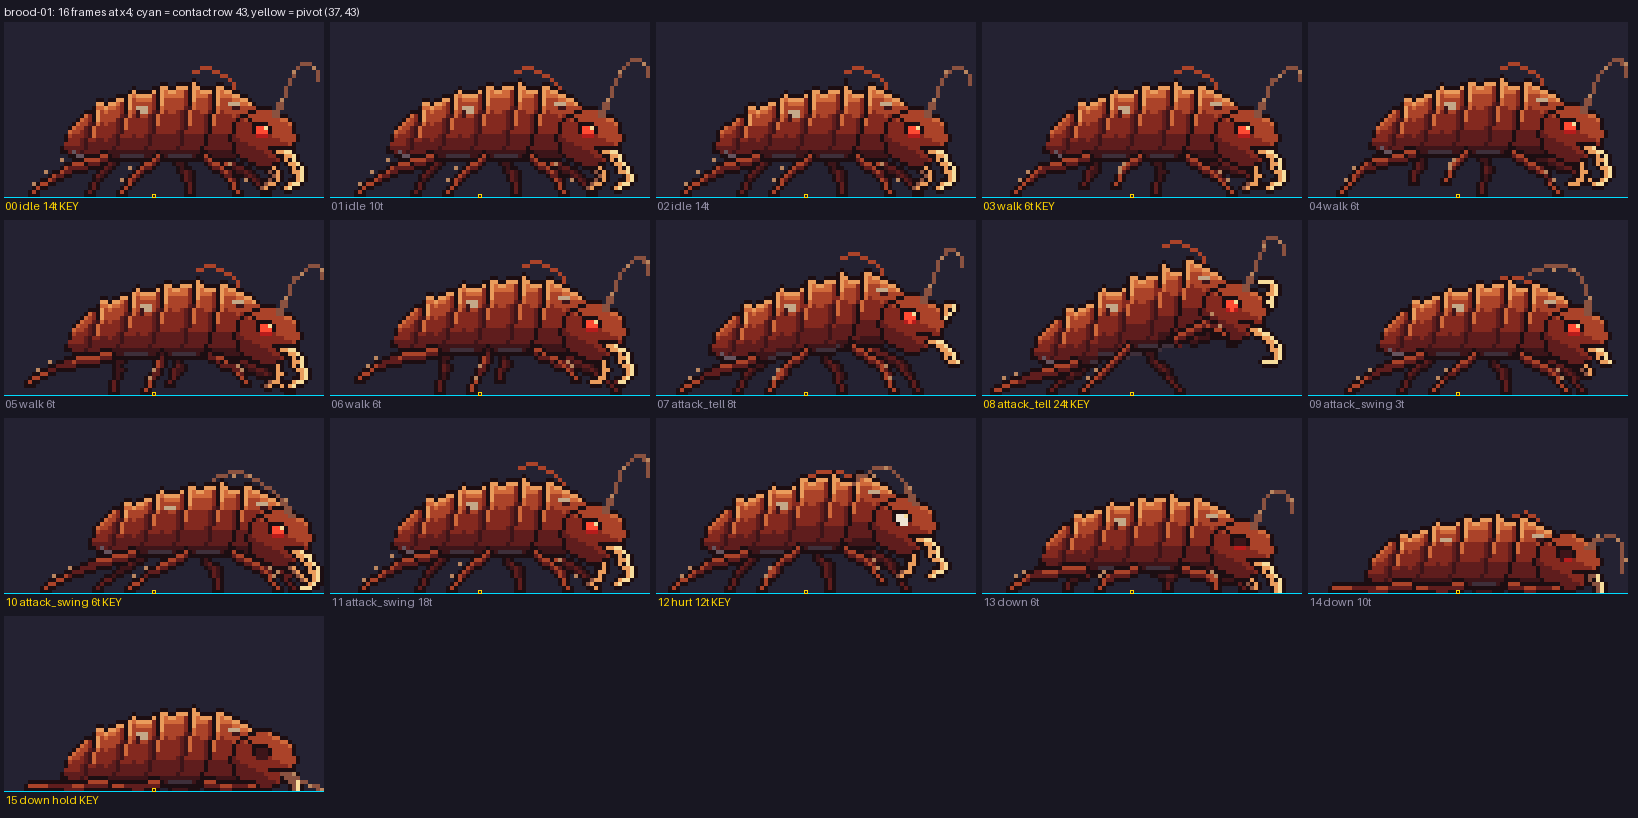 brood-01: 16 frames at x4; cyan = contact row 43, yellow = pivot (37, 43)
00 idle 14t KEY
01 idle 10t
02 idle 14t
03 walk 6t KEY
04 walk 6t
05 walk 6t
06 walk 6t
07 attack_tell 8t
08 attack_tell 24t KEY
09 attack_swing 3t
10 attack_swing 6t KEY
11 attack_swing 18t
12 hurt 12t KEY
13 down 6t
14 down 10t
15 down hold KEY